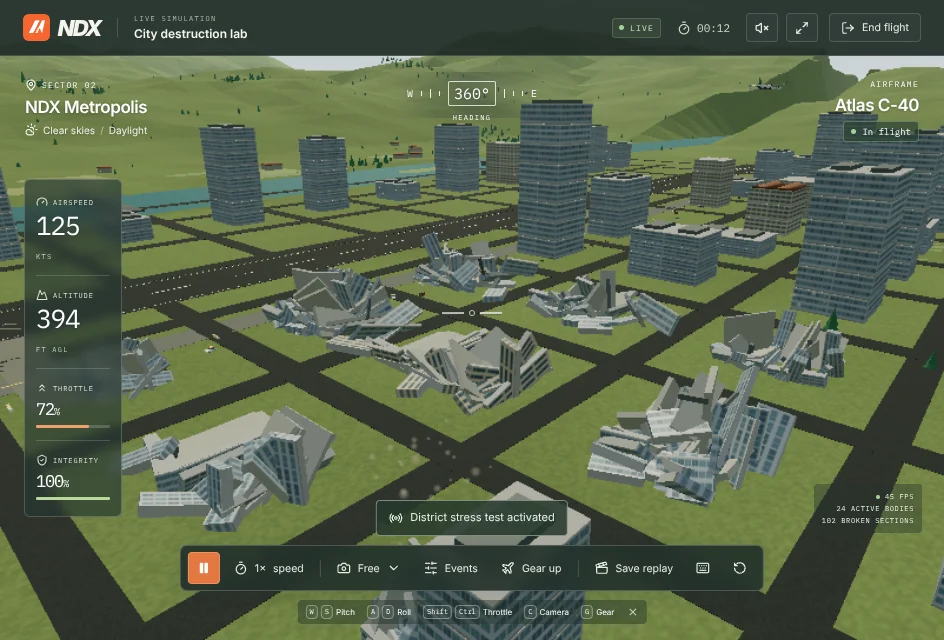 NDX
LIVE SIMULATION
City destruction lab
LIVE
00:12
End flight
SECTOR 02
NDX Metropolis
Clear skies / Daylight
W
360°
E
HEADING
AIRFRAME
Atlas C-40
In flight
AIRSPEED
125
KTS
ALTITUDE
394
FT AGL
THROTTLE
72%
INTEGRITY
100%
45 FPS
24 ACTIVE BODIES
102 BROKEN SECTIONS
District stress test activated
1× speed
Free
Events
Gear up
Save replay
W S Pitch A D Roll Shift Ctrl Throttle C Camera G Gear